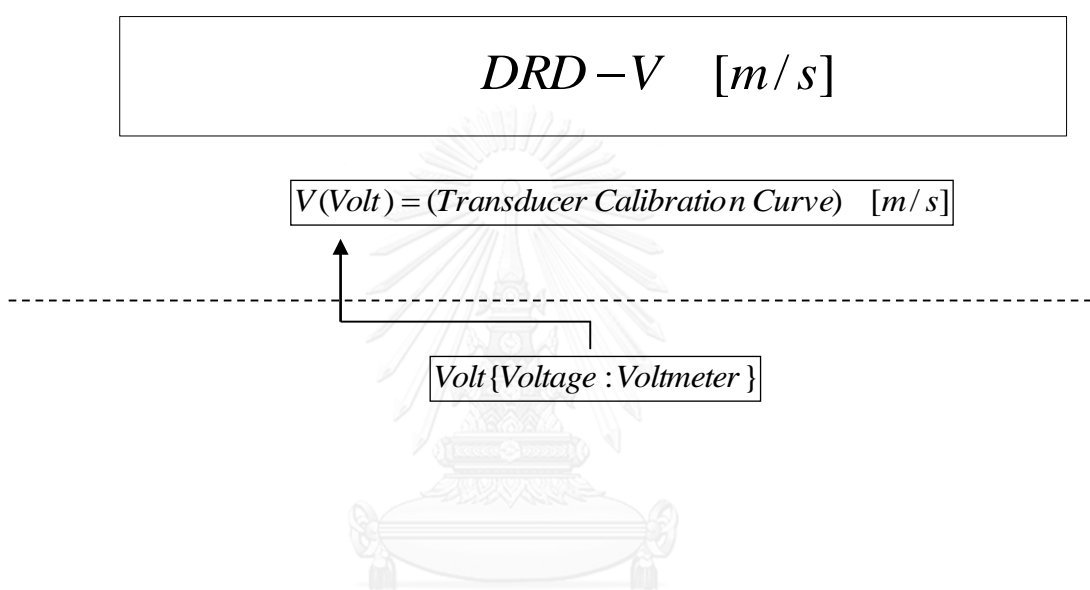 DRD – V [m/s]
V(Volt) = (Transducer Calibration Curve) [m/s]
Volt{Voltage : Voltmeter}